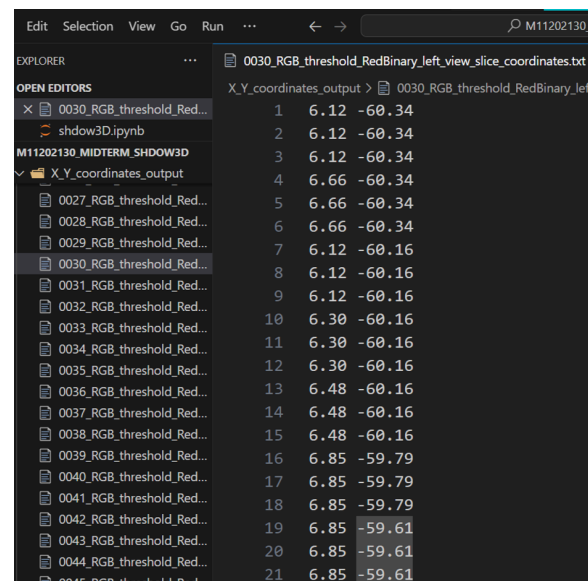 Edit Selection View Go Run ... ← → M11202130_
EXPLORER ...
OPEN EDITORS
0030_RGB_threshold_Red...
shdow3D.ipynb
M11202130_MIDTERM_SHDOW3D
X_Y_coordinates_output
0027_RGB_threshold_Red...
0028_RGB_threshold_Red...
0029_RGB_threshold_Red...
0030_RGB_threshold_Red...
0031_RGB_threshold_Red...
0032_RGB_threshold_Red...
0033_RGB_threshold_Red...
0034_RGB_threshold_Red...
0035_RGB_threshold_Red...
0036_RGB_threshold_Red...
0037_RGB_threshold_Red...
0038_RGB_threshold_Red...
0039_RGB_threshold_Red...
0040_RGB_threshold_Red...
0041_RGB_threshold_Red...
0042_RGB_threshold_Red...
0043_RGB_threshold_Red...
0044_RGB_threshold_Red...
0030_RGB_threshold_RedBinary_left_view_slice_coordinates.txt
X_Y_coordinates_output > 0030_RGB_threshold_RedBinary_lef
1 6.12 -60.34
2 6.12 -60.34
3 6.12 -60.34
4 6.66 -60.34
5 6.66 -60.34
6 6.66 -60.34
7 6.12 -60.16
8 6.12 -60.16
9 6.12 -60.16
10 6.30 -60.16
11 6.30 -60.16
12 6.30 -60.16
13 6.48 -60.16
14 6.48 -60.16
15 6.48 -60.16
16 6.85 -59.79
17 6.85 -59.79
18 6.85 -59.79
19 6.85 -59.61
20 6.85 -59.61
21 6.85 -59.61